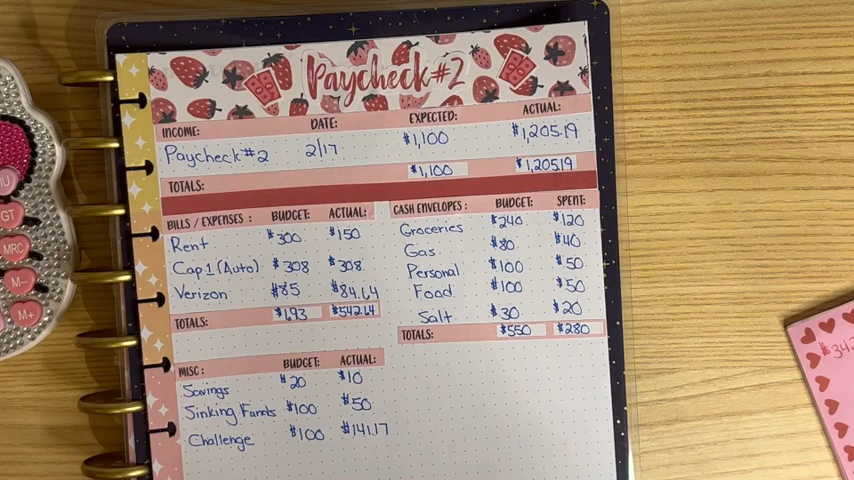 Paycheck #2
INCOME: DATE: EXPECTED: ACTUAL:
Paycheck #2 2/17 $1,100 $1,205.19
TOTALS: $1,100 $1,205.19
BILLS / EXPENSES : BUDGET: ACTUAL:
Rent $300 $150
Cap 1 (Auto) $308 $308
Verizon $85 $84.64
TOTALS: $693 $542.64
CASH ENVELOPES : BUDGET: SPENT:
Groceries $240 $120
Gas $80 $40
Personal $100 $50
Food $100 $50
Salt $30 $20
TOTALS: $550 $280
MISC: BUDGET: ACTUAL:
Savings $20 $10
Sinking Funds $100 $50
Challenge $100 $141.17
MU
GT
MRC
M-
M+